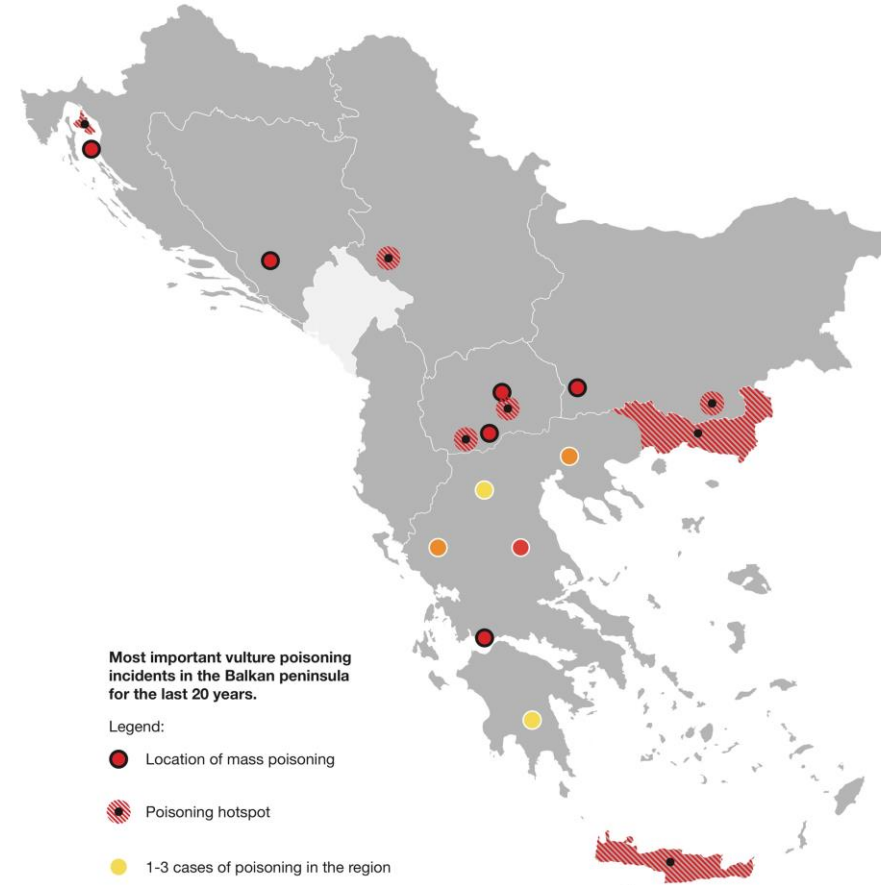 Most important vulture poisoning
incidents in the Balkan peninsula
for the last 20 years.
Legend:
Location of mass poisoning
Poisoning hotspot
1-3 cases of poisoning in the region